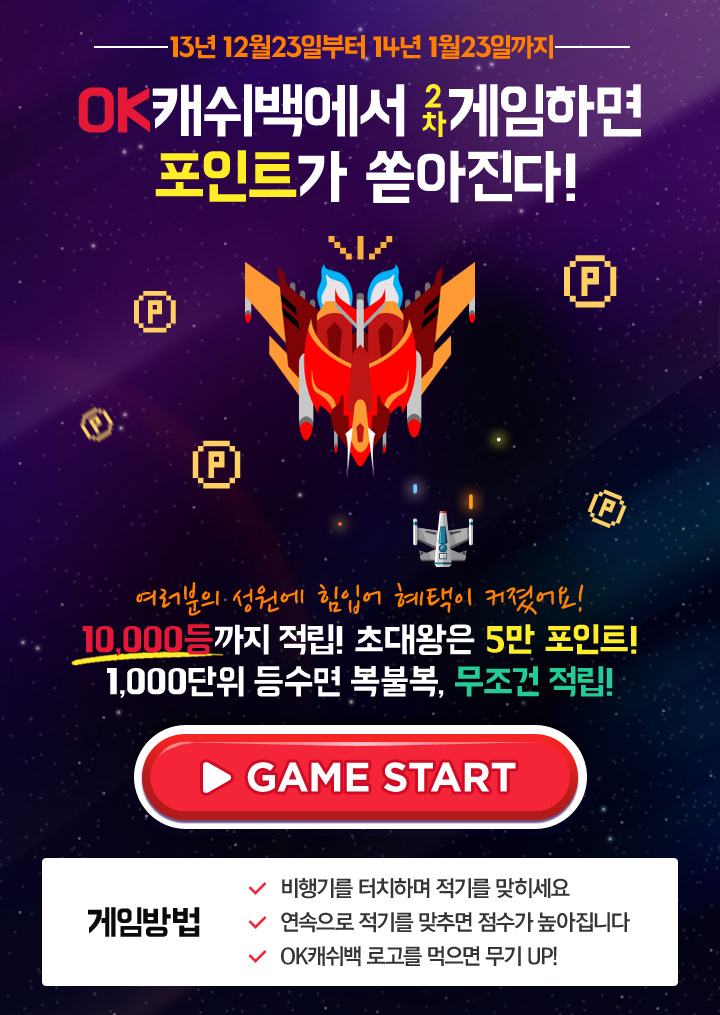 13년 12월23일부터 14년 1월23일까지
OK캐쉬백에서 2차 게임하면
포인트가 쏟아진다!
P
P
P
P
P
여러분의 성원에 힘입어 혜택이 커졌어요!
10,000등까지 적립! 초대왕은 5만 포인트!
1,000단위 등수면 복불복, 무조건 적립!
GAME START
게임방법
비행기를 터치하며 적기를 맞히세요
연속으로 적기를 맞추면 점수가 높아집니다
OK캐쉬백 로고를 먹으면 무기 UP!